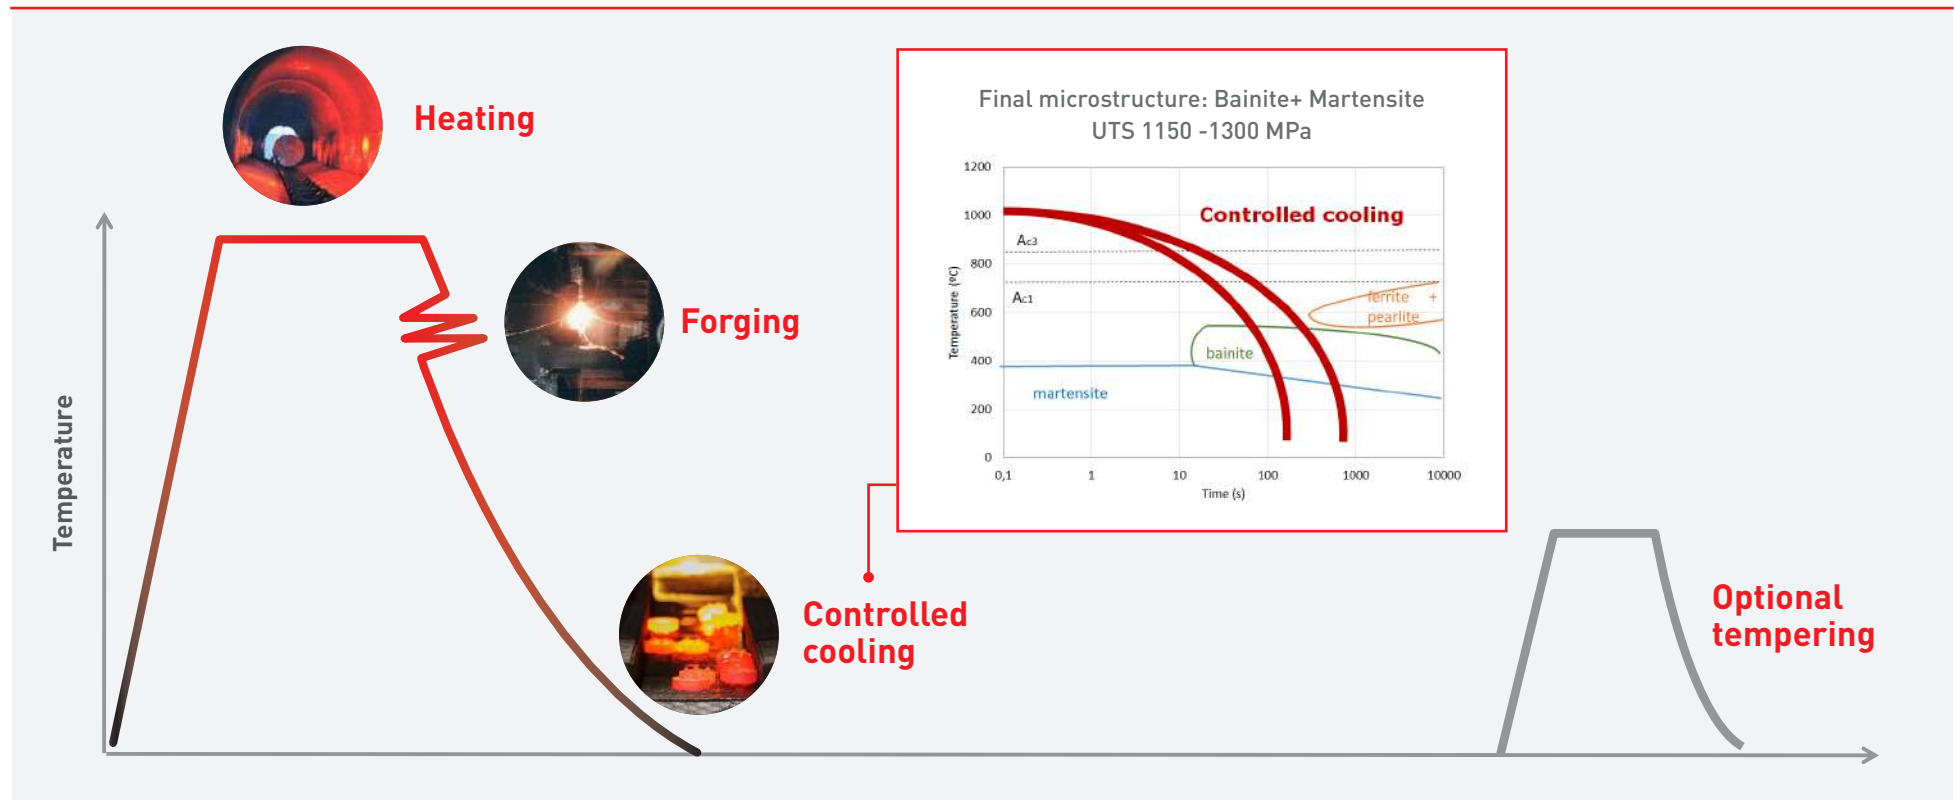 Heating
Forging
Controlled
cooling
Optional
tempering
Temperature
Final microstructure: Bainite+ Martensite
UTS 1150 -1300 MPa
Controlled cooling
Ac3
Ac1
ferrite +
pearlite
bainite
martensite
Temperature (ºC)
1200
1000
800
600
400
200
0
0,1 1 10 100 1000 10000
Time (s)